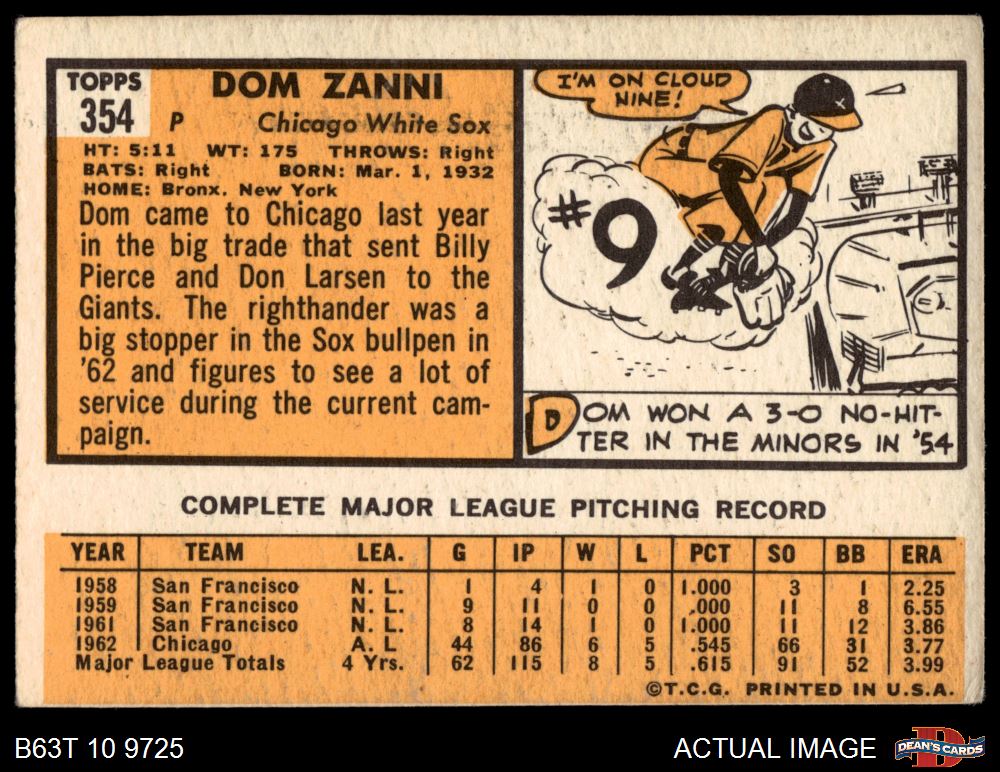 TOPPS
354
DOM ZANNI
P Chicago White Sox
HT: 5:11 WT: 175 THROWS: Right
BATS: Right BORN: Mar. 1, 1932
HOME: Bronx, New York
Dom came to Chicago last year
in the big trade that sent Billy
Pierce and Don Larsen to the
Giants. The righthander was a
big stopper in the Sox bullpen in
'62 and figures to see a lot of
service during the current cam-
paign.
I'M ON CLOUD
NINE!
#9
DOM WON A 3-0 NO-HIT-
TER IN THE MINORS IN '54
COMPLETE MAJOR LEAGUE PITCHING RECORD
YEAR TEAM LEA. G IP W L PCT SO BB ERA
1958 San Francisco N. L. 1 4 1 0 1.000 3 1 2.25
1959 San Francisco N. L. 9 11 0 0 .000 11 8 6.55
1961 San Francisco N. L. 8 14 1 0 1.000 11 12 3.86
1962 Chicago A. L 44 86 6 5 .545 66 31 3.77
Major League Totals 4 Yrs. 62 115 8 5 .615 91 52 3.99
©T.C.G. PRINTED IN U.S.A.
B63T 10 9725
ACTUAL IMAGE
D
DEAN'S CARDS